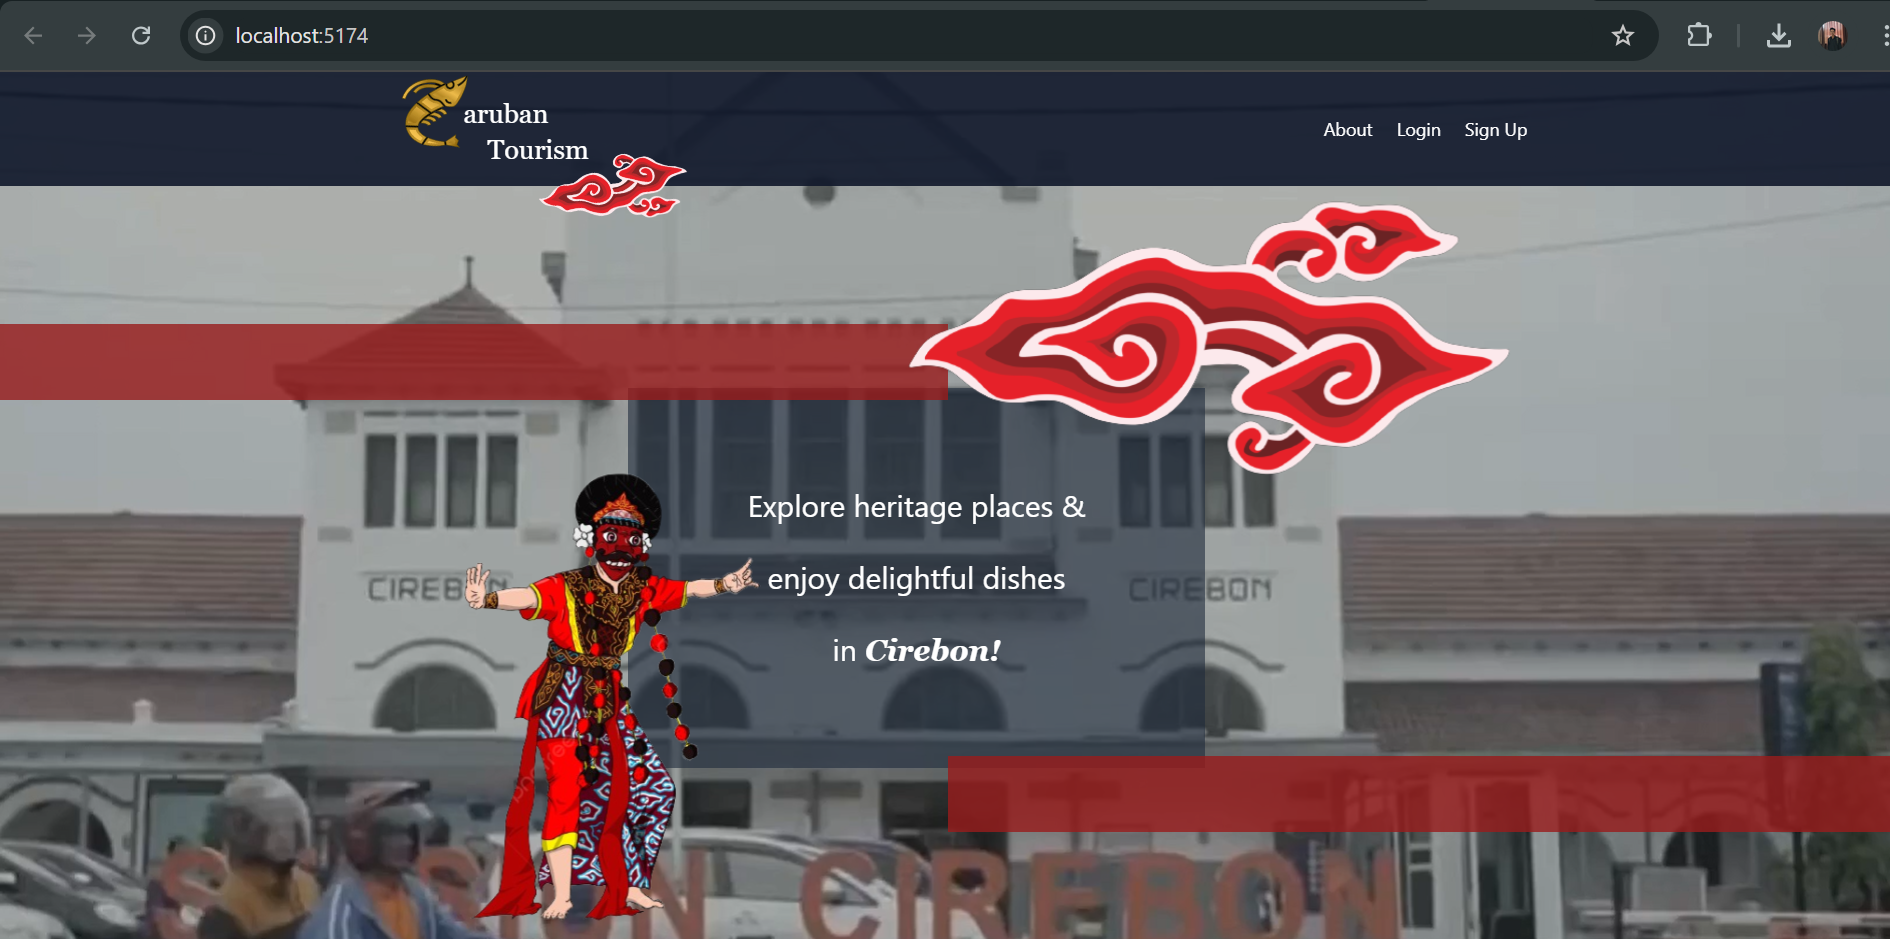 localhost:5174
aruban
Tourism
About Login Sign Up
Explore heritage places &
enjoy delightful dishes
in Cirebon!
CIREBON
CIREBON
CIREBON